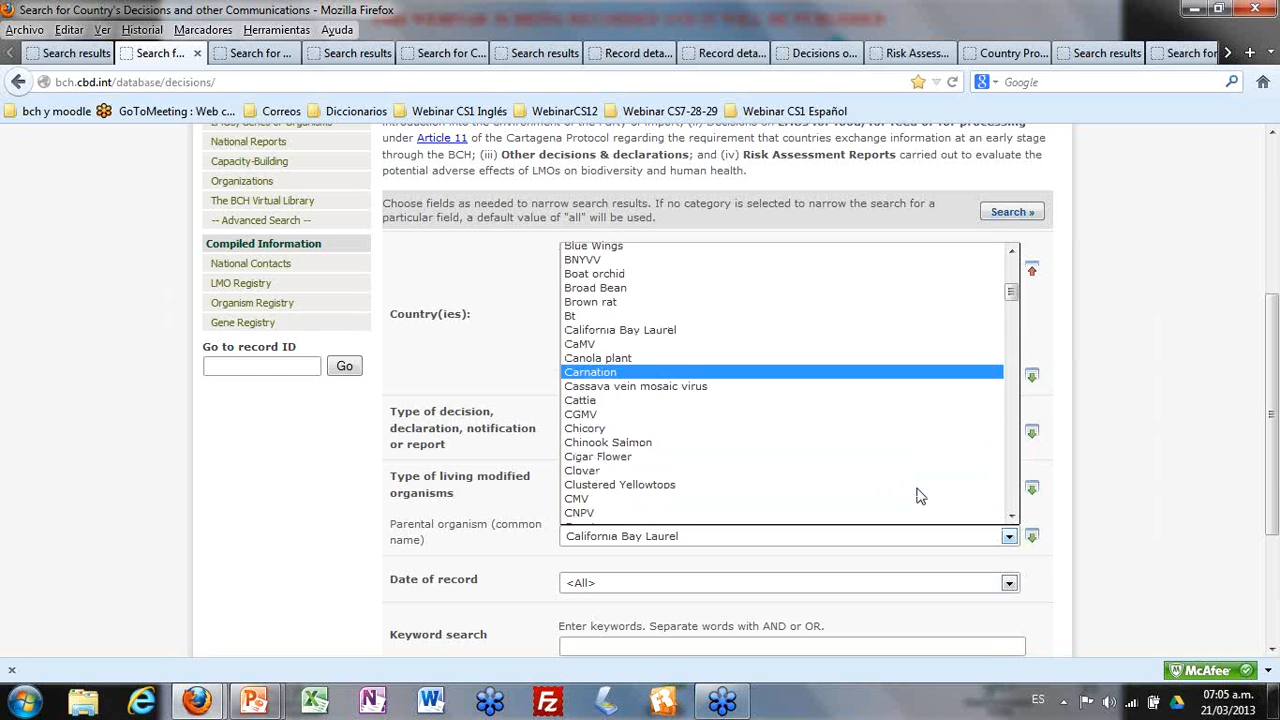 Search for Country's Decisions and other Communications - Mozilla Firefox
Archivo Editar Ver Historial Marcadores Herramientas Ayuda
Search results
Search f...
Search for ...
Search results
Search for C...
Search results
Record deta...
Record deta...
Decisions o...
Risk Assess...
Country Pro...
Search results
Search for
bch.cbd.int/database/decisions/
Google
bch y moodle
GoToMeeting : Web c...
Correos
Diccionarios
Webinar CS1 Inglés
WebinarCS12
Webinar CS7-28-29
Webinar CS1 Español
National Reports
Capacity-Building
Organizations
The BCH Virtual Library
-- Advanced Search --
Compiled Information
National Contacts
LMO Registry
Organism Registry
Gene Registry
Go to record ID
Go
under Article 11 of the Cartagena Protocol regarding the requirement that countries exchange information at an early
stage through the BCH; (iii) Other decisions & declarations; and (iv) Risk Assessment Reports carried out to evaluate the
potential adverse effects of LMOs on biodiversity and human health.
Choose fields as needed to narrow search results. If no category is selected to narrow the search for a
particular field, a default value of "all" will be used.
Search »
Country(ies):
Blue Wings
BNYVV
Boat orchid
Broad Bean
Brown rat
Bt
California Bay Laurel
CaMV
Canola plant
Carnation
Cassava vein mosaic virus
Cattle
CGMV
Chicory
Chinook Salmon
Cigar Flower
Clover
Clustered Yellowtops
CMV
CNPV
Type of decision,
declaration, notification
or report
Type of living modified
organisms
Parental organism (common
name)
California Bay Laurel
Date of record
<All>
Keyword search
Enter keywords. Separate words with AND or OR.
x
McAfee
ES
07:05 a.m.
21/03/2013